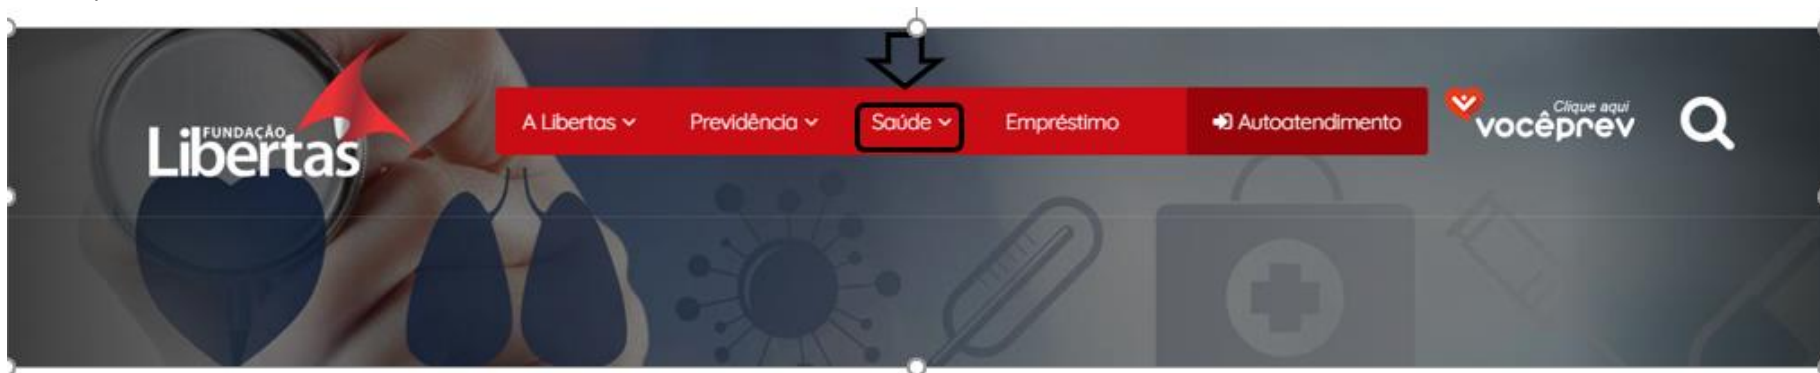 FUNDAÇÃO
Libertas
A Libertas
Previdência
Saúde
Empréstimo
Autoatendimento
Clique aqui
vocêprev